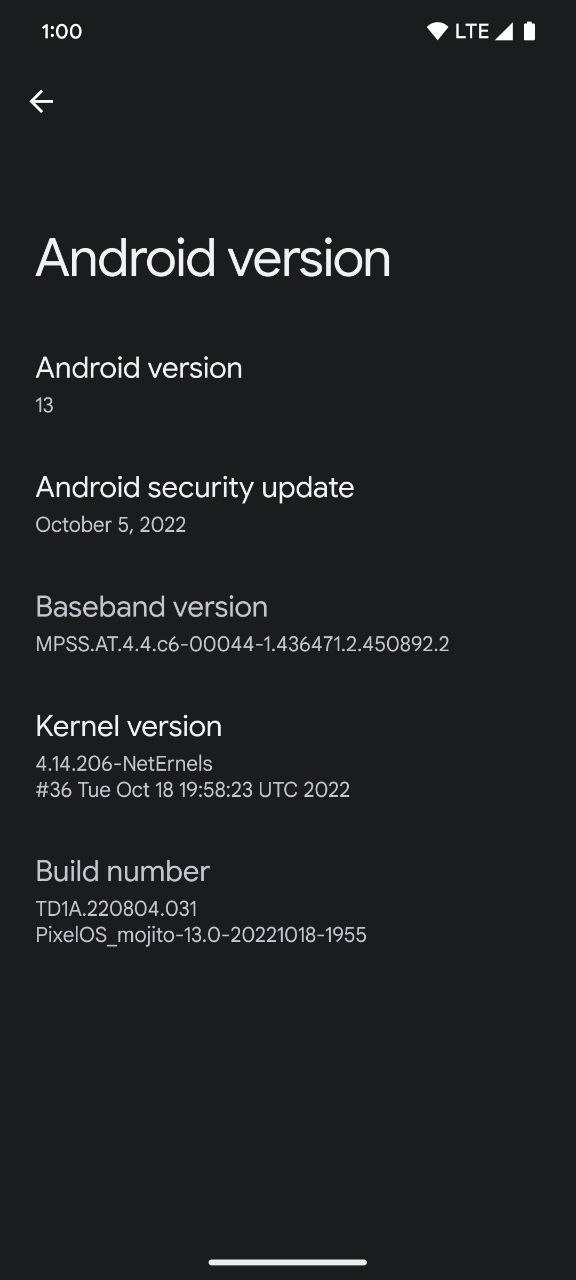 1:00 LTE
Android version
Android version
13
Android security update
October 5, 2022
Baseband version
MPSS.AT.4.4.c6-00044-1.436471.2.450892.2
Kernel version
4.14.206-NetErnels
#36 Tue Oct 18 19:58:23 UTC 2022
Build number
TD1A.220804.031
PixelOS_mojito-13.0-20221018-1955